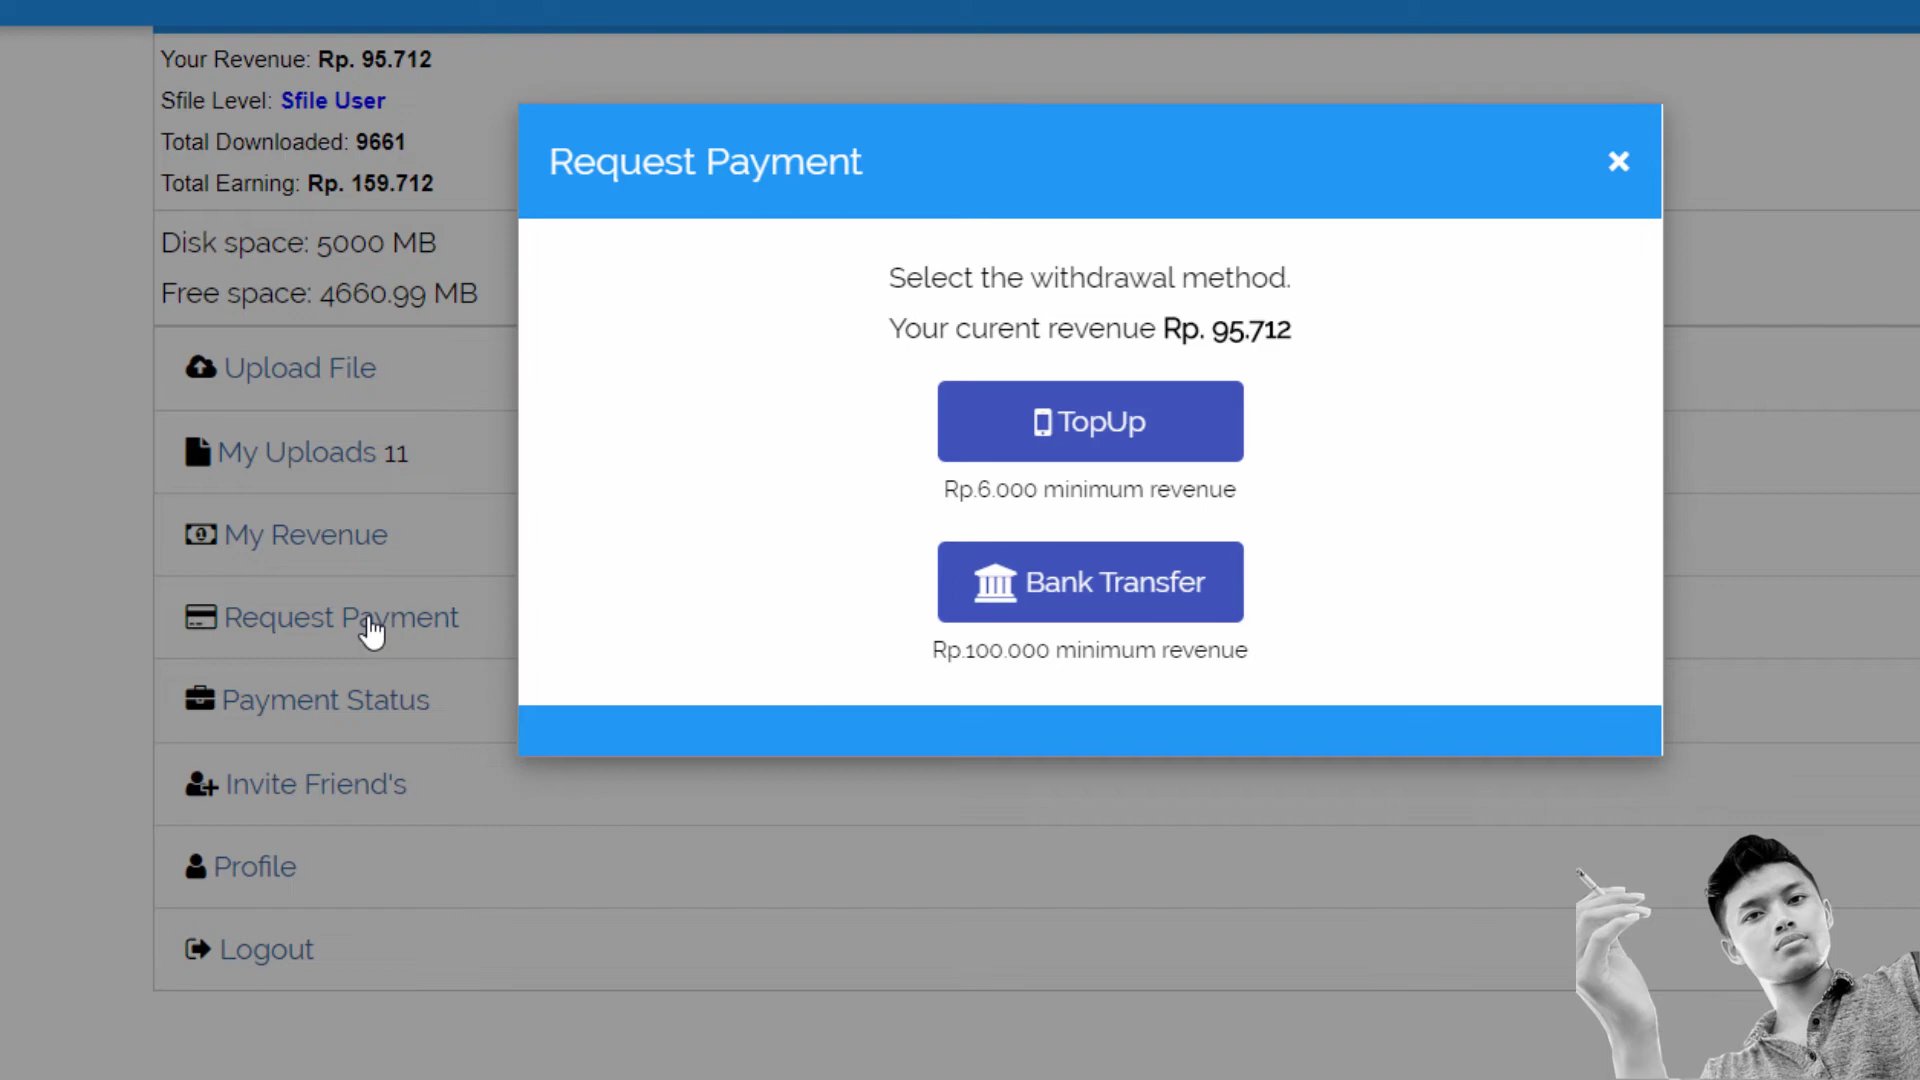 Your Revenue: Rp. 95.712
Sfile Level: Sfile User
Total Downloaded: 9661
Total Earning: Rp. 159.712
Disk space: 5000 MB
Free space: 4660.99 MB
Upload File
My Uploads 11
My Revenue
Request Payment
Payment Status
Invite Friend's
Profile
Logout
Request Payment
Select the withdrawal method.
Your curent revenue Rp. 95.712
TopUp
Rp.6.000 minimum revenue
Bank Transfer
Rp.100.000 minimum revenue